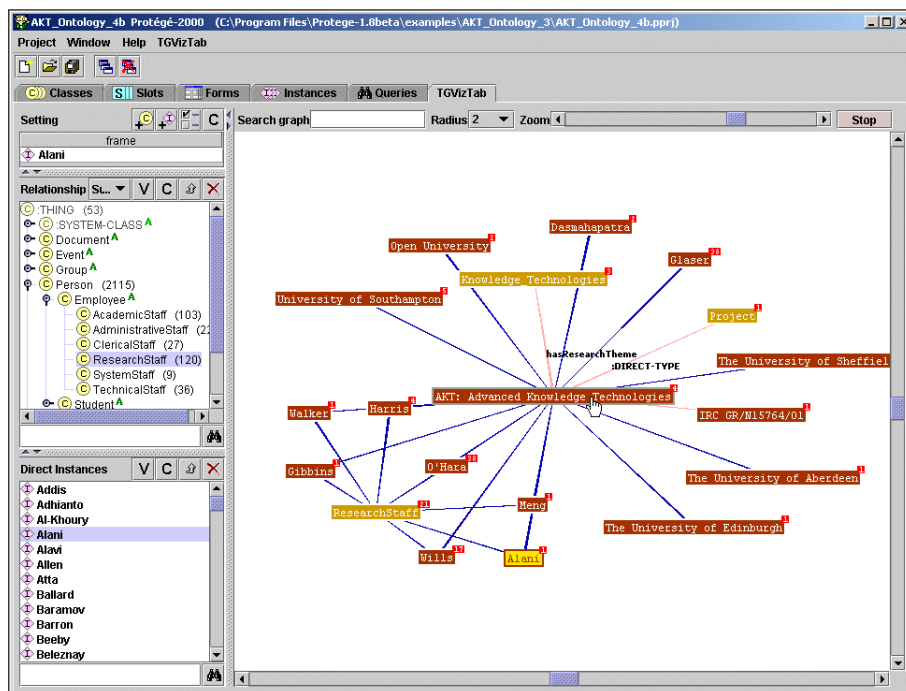 AKT_Ontology_4b Protégé-2000 (C:\Program Files\Protege-1.8beta\examples\AKT_Ontology_3\AKT_Ontology_4b.pprj)
Project Window Help TGVizTab
C Classes S Slots Forms Instances Queries TGVizTab
Setting C
Search graph Radius 2 Zoom Stop
frame
Alani
Relationship Su... V C
:THING (53)
:SYSTEM-CLASS A
Document A
Event A
Group A
Person (2115)
Employee A
AcademicStaff (103)
AdministrativeStaff
ClericalStaff (27)
ResearchStaff (120)
SystemStaff (9)
TechnicalStaff (36)
Student A
Direct Instances V C
Addis
Adhianto
Al-Khoury
Alani
Alavi
Allen
Atta
Ballard
Baramov
Barron
Beeby
Beleznay
Dasmahapatra
Open University
Glaser
Knowledge Technologies
University of Southampton
Project
hasResearchTheme
:DIRECT-TYPE
The University of Sheffiel
AKT: Advanced Knowledge Technologies
Walker
Harris
IRC GR/N15764/01
Gibbins
O'Hara
The University of Aberdeen
ResearchStaff
Meng
The University of Edinburgh
Wills
Alani